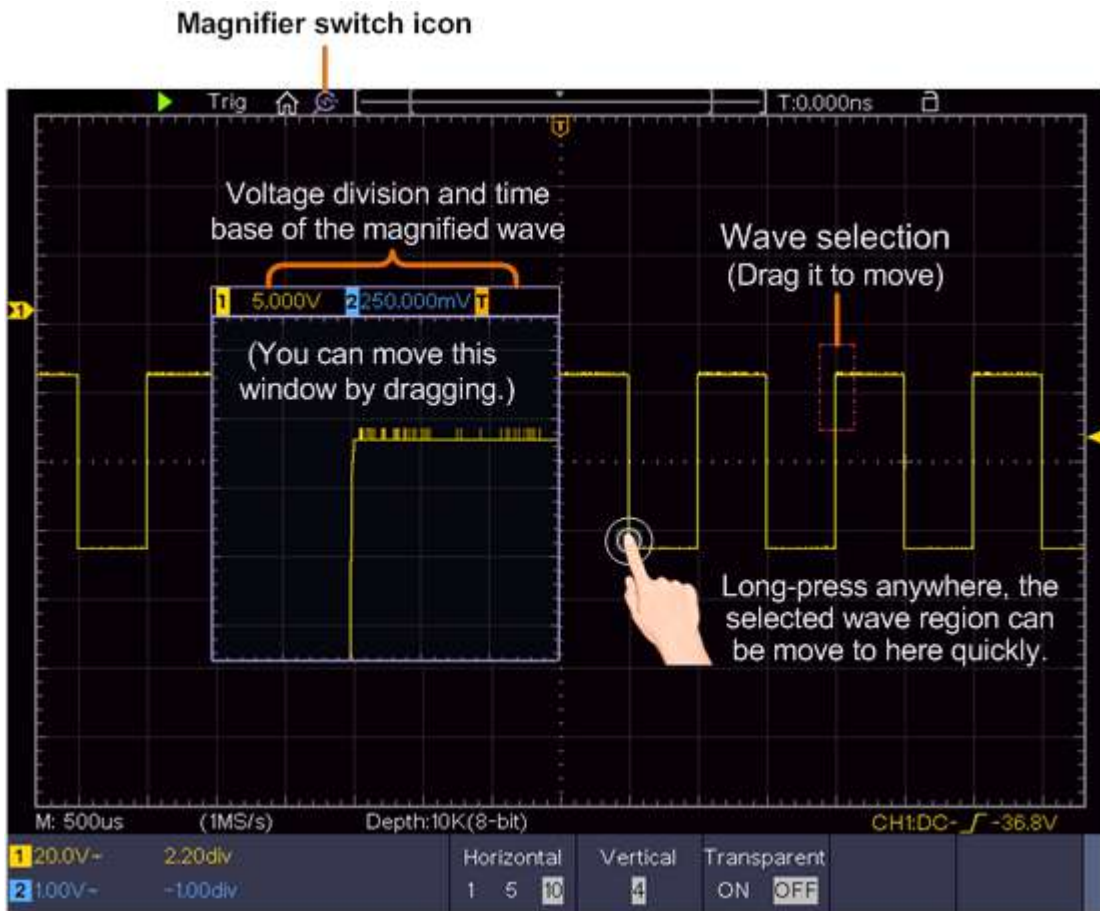 Magnifier switch icon
Trig T:0.000ns
T
Voltage division and time
base of the magnified wave
Wave selection
(Drag it to move)
1 5.000V 2 250.000mV T
1
(You can move this
window by dragging.)
Long-press anywhere, the
selected wave region can
be move to here quickly.
M: 500us (1MS/s) Depth:10K(8-bit) CH1:DC- -36.8V
1 20.0V~ 2.20div Horizontal Vertical Transparent
2 1.00V~ -1.00div 1 5 10 4 ON OFF